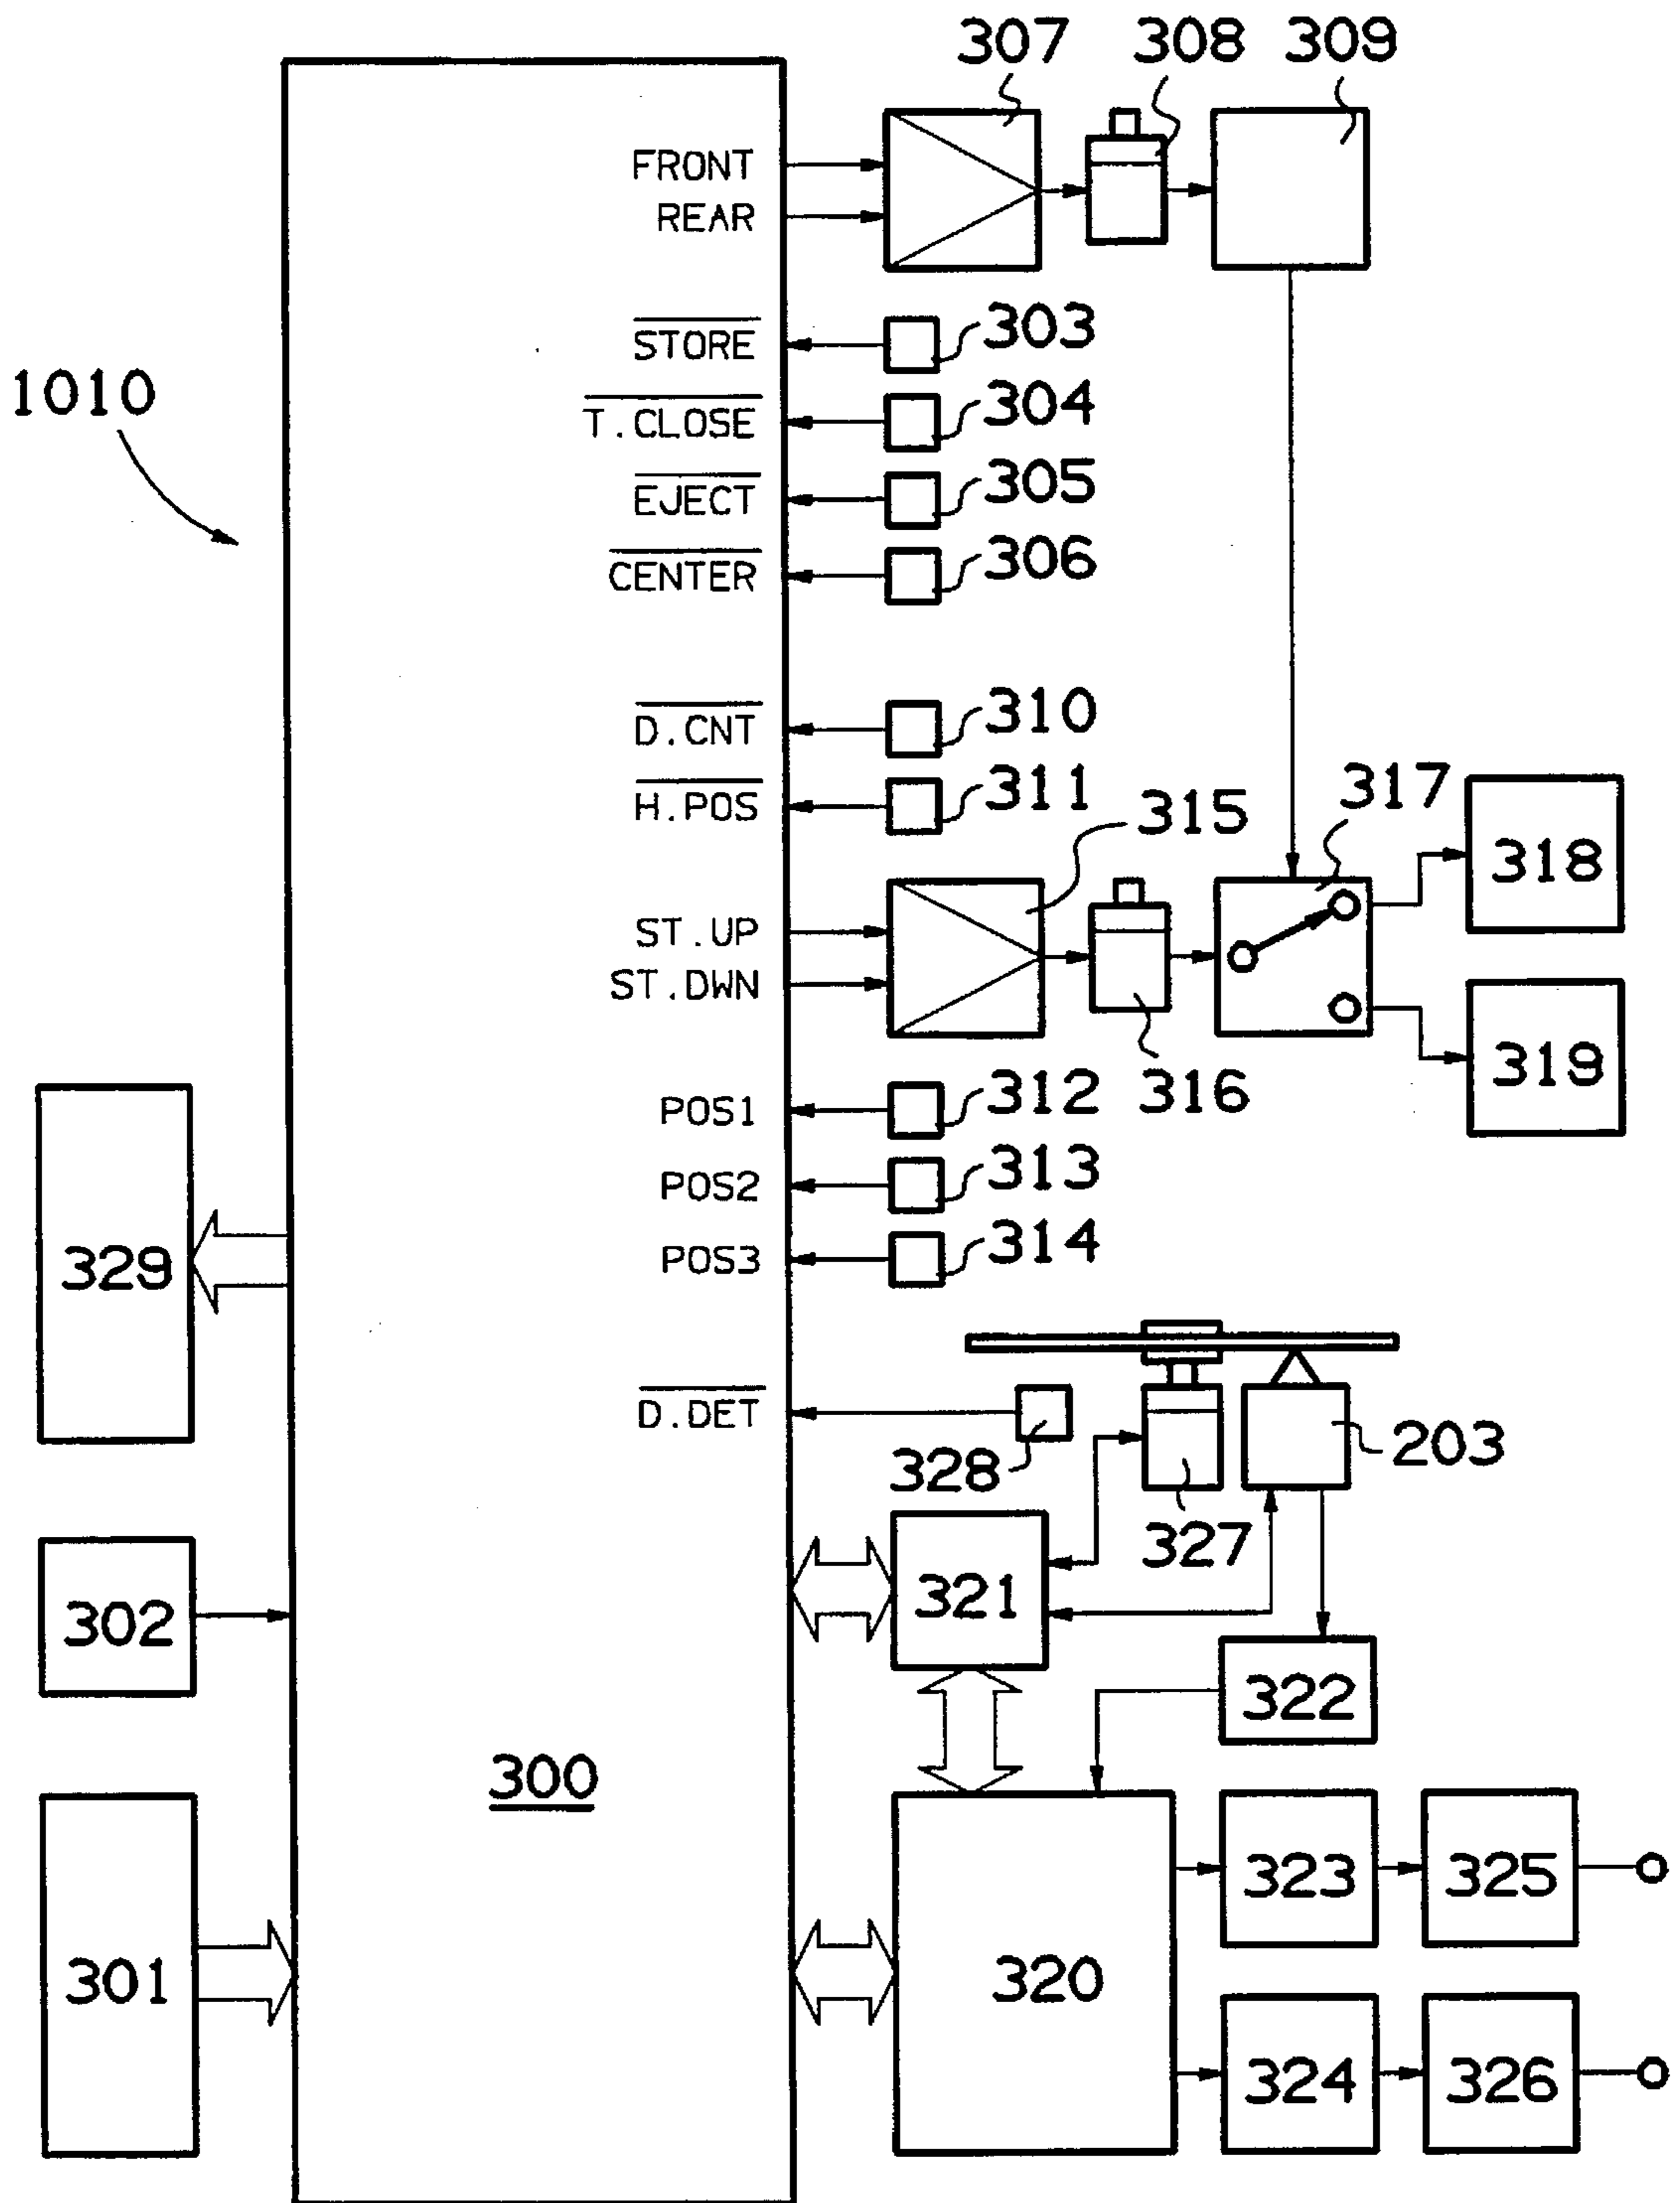 307 308 309
FRONT
REAR
STORE 303
1010
T.CLOSE 304
EJECT 305
CENTER 306
D.CNT 310
H.POS 311
315 317
318
ST.UP
ST.DWN
319
316
POS1 312
POS2 313
POS3 314
329
D.DET
328 203
327
321
302
322
300
323 325
301
320
324 326